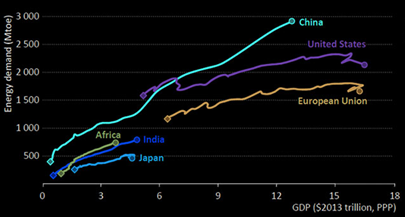 Energy demand (Mtoe)
3 000
2 500
2 000
1 500
1 000
500
China
United States
European Union
Africa
India
Japan
0 3 6 9 12 15 18
GDP ($2013 trillion, PPP)